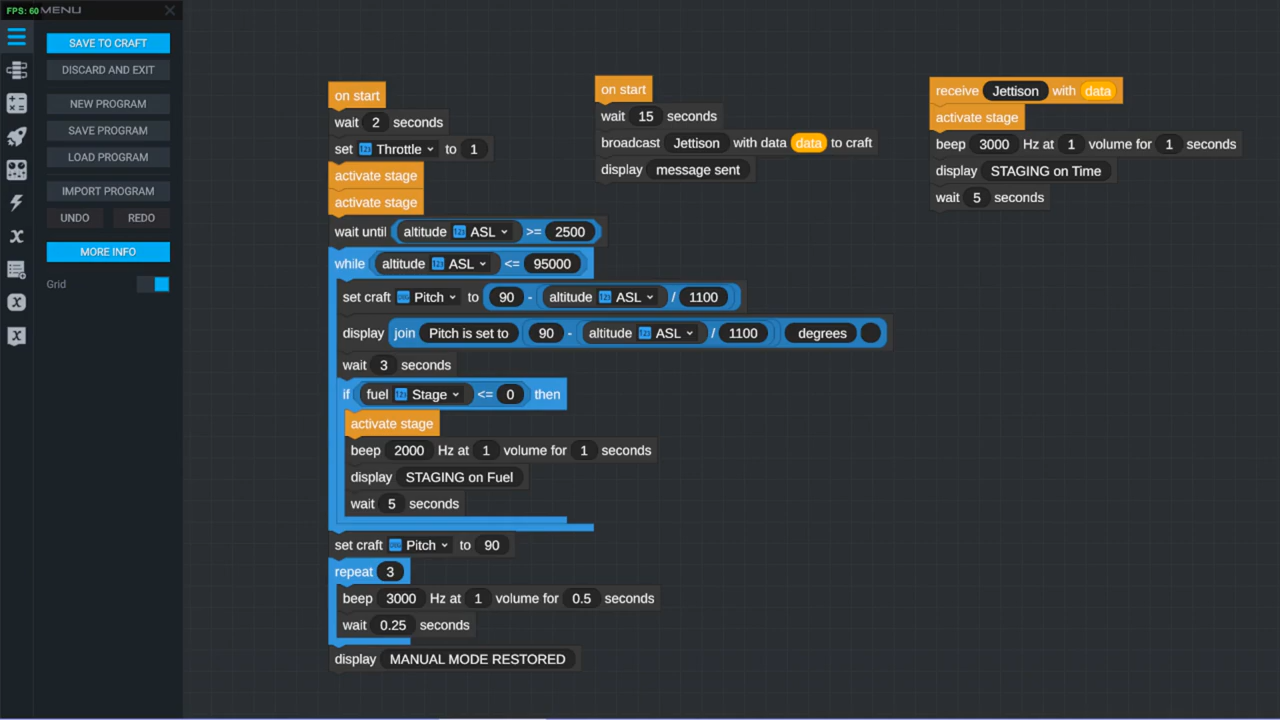 FPS: 60 MENU
SAVE TO CRAFT
DISCARD AND EXIT
NEW PROGRAM
SAVE PROGRAM
LOAD PROGRAM
IMPORT PROGRAM
UNDO REDO
MORE INFO
Grid
on start
wait 2 seconds
set Throttle to 1
activate stage
activate stage
wait until altitude ASL >= 2500
while altitude ASL <= 95000
set craft Pitch to 90 - altitude ASL / 1100
display join Pitch is set to 90 - altitude ASL / 1100 degrees
wait 3 seconds
if fuel Stage <= 0 then
activate stage
beep 2000 Hz at 1 volume for 1 seconds
display STAGING on Fuel
wait 5 seconds
set craft Pitch to 90
repeat 3
beep 3000 Hz at 1 volume for 0.5 seconds
wait 0.25 seconds
display MANUAL MODE RESTORED
on start
wait 15 seconds
broadcast Jettison with data data to craft
display message sent
receive Jettison with data
activate stage
beep 3000 Hz at 1 volume for 1 seconds
display STAGING on Time
wait 5 seconds